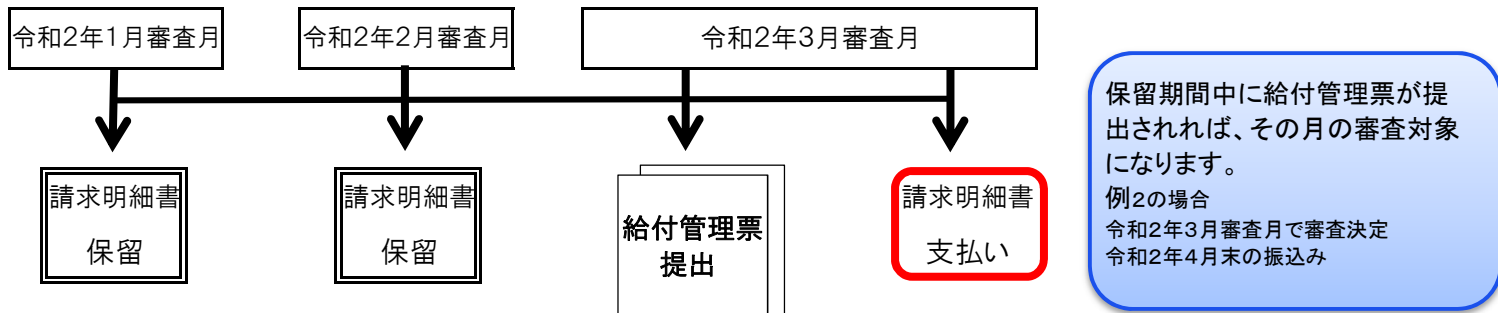 令和2年1月審査月
令和2年2月審査月
令和2年3月審査月
請求明細書
保留
請求明細書
保留
給付管理票
提出
請求明細書
支払い
保留期間中に給付管理票が提
出されれば、その月の審査対象
になります。
例2の場合
令和2年3月審査月で審査決定
令和2年4月末の振込み